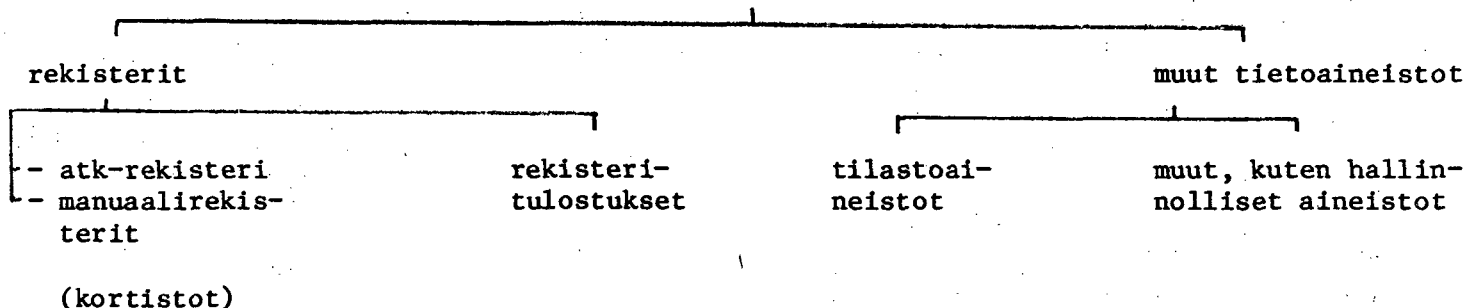 rekisterit
muut tietoaineistot
- atk-rekisteri
- manuaalirekis-
terit
(kortistot)
rekisteri-
tulostukset
tilastoai-
neistot
muut, kuten hallin-
nolliset aineistot